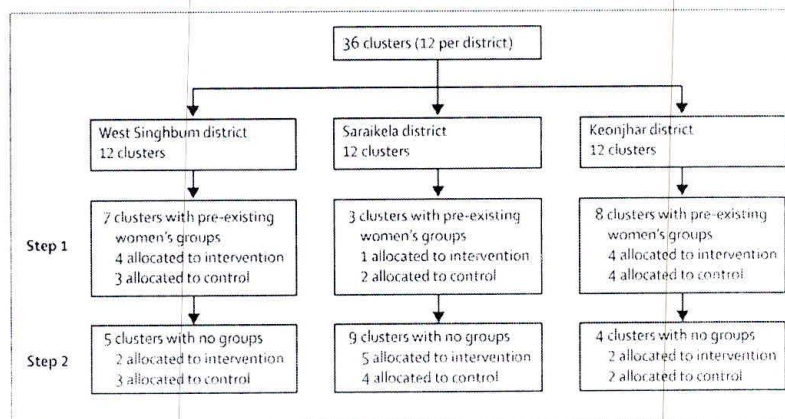 36 clusters (12 per district)
West Singhbum district
12 clusters
Saraikela district
12 clusters
Keonjhar district
12 clusters
Step 1
7 clusters with pre-existing
women's groups
4 allocated to intervention
3 allocated to control
3 clusters with pre-existing
women's groups
1 allocated to intervention
2 allocated to control
8 clusters with pre-existing
women's groups
4 allocated to intervention
4 allocated to control
Step 2
5 clusters with no groups
2 allocated to intervention
3 allocated to control
9 clusters with no groups
5 allocated to intervention
4 allocated to control
4 clusters with no groups
2 allocated to intervention
2 allocated to control